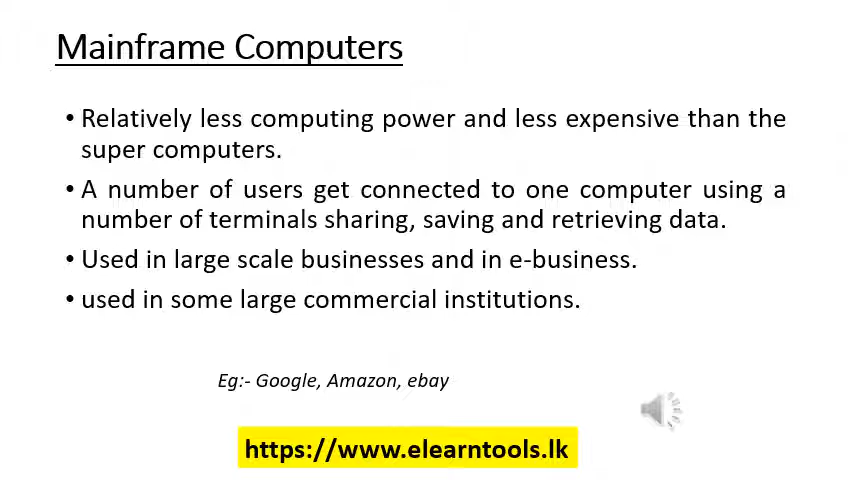 Mainframe Computers
• Relatively less computing power and less expensive than the
super computers.
• A number of users get connected to one computer using a
number of terminals sharing, saving and retrieving data.
• Used in large scale businesses and in e-business.
• used in some large commercial institutions.
Eg:- Google, Amazon, ebay
https://www.elearntools.lk